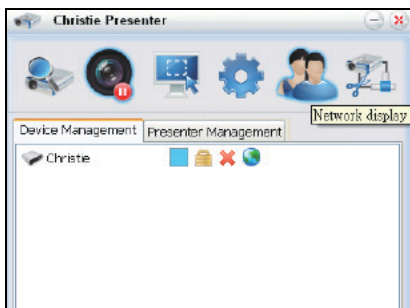 Christie Presenter
Network display
Device Management Presenter Management
Christie